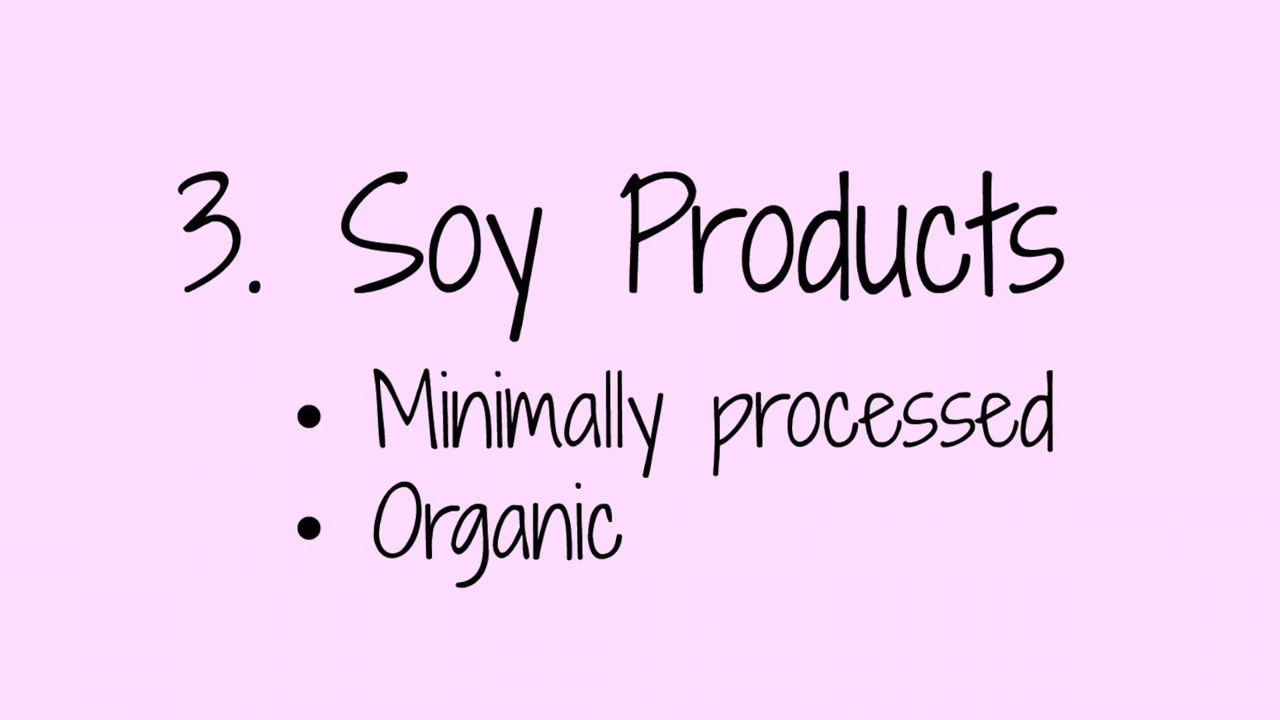 3. Soy Products
• Minimally processed
• Organic